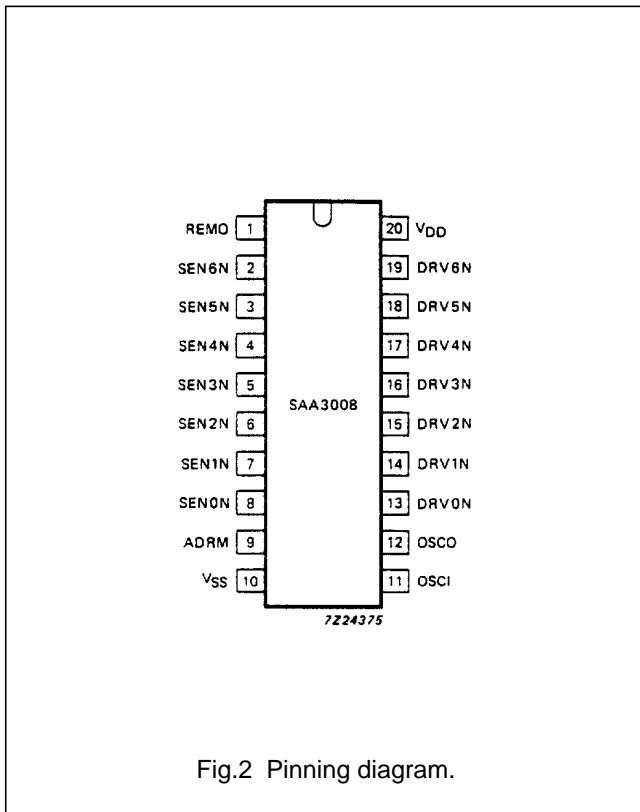 REMO 1 20 VDD
SEN6N 2 19 DRV6N
SEN5N 3 18 DRV5N
SEN4N 4 17 DRV4N
SEN3N 5 16 DRV3N
SAA3008
SEN2N 6 15 DRV2N
SEN1N 7 14 DRV1N
SEN0N 8 13 DRV0N
ADRM 9 12 OSCO
VSS 10 11 OSCI
7Z24375
Fig.2 Pinning diagram.